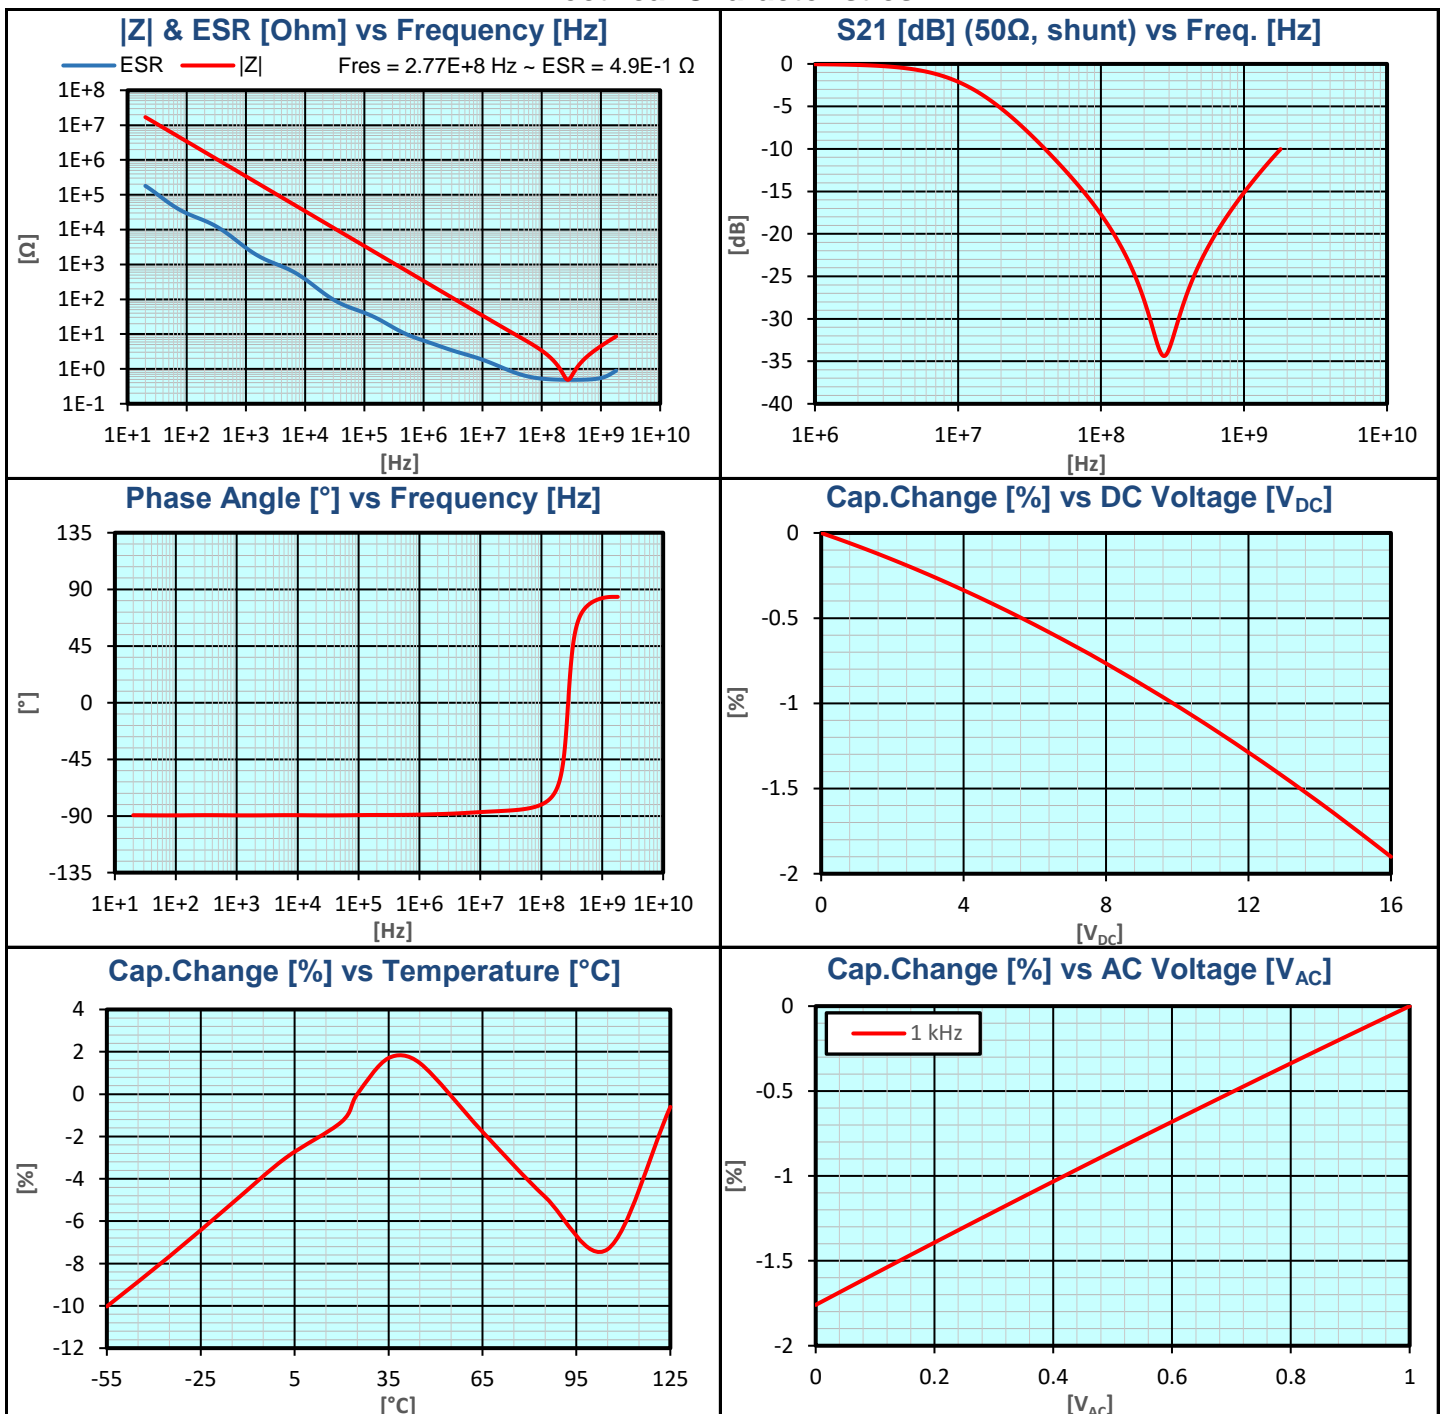 |Z| & ESR [Ohm] vs Frequency [Hz]
ESR |Z| Fres = 2.77E+8 Hz ~ ESR = 4.9E-1 Ω
1E+8
1E+7
1E+6
1E+5
1E+4
1E+3
1E+2
1E+1
1E+0
1E-1
[Ω]
1E+1 1E+2 1E+3 1E+4 1E+5 1E+6 1E+7 1E+8 1E+9 1E+10
[Hz]
S21 [dB] (50Ω, shunt) vs Freq. [Hz]
0
-5
-10
-15
-20
-25
-30
-35
-40
[dB]
1E+6 1E+7 1E+8 1E+9 1E+10
[Hz]
Phase Angle [°] vs Frequency [Hz]
135
90
45
0
-45
-90
-135
[°]
1E+1 1E+2 1E+3 1E+4 1E+5 1E+6 1E+7 1E+8 1E+9 1E+10
[Hz]
Cap.Change [%] vs DC Voltage [VDC]
0
-0.5
-1
-1.5
-2
[%]
0 4 8 12 16
[VDC]
Cap.Change [%] vs Temperature [°C]
4
2
0
-2
-4
-6
-8
-10
-12
[%]
-55 -25 5 35 65 95 125
[°C]
Cap.Change [%] vs AC Voltage [VAC]
1 kHz
0
-0.5
-1
-1.5
-2
[%]
0 0.2 0.4 0.6 0.8 1
[VAC]